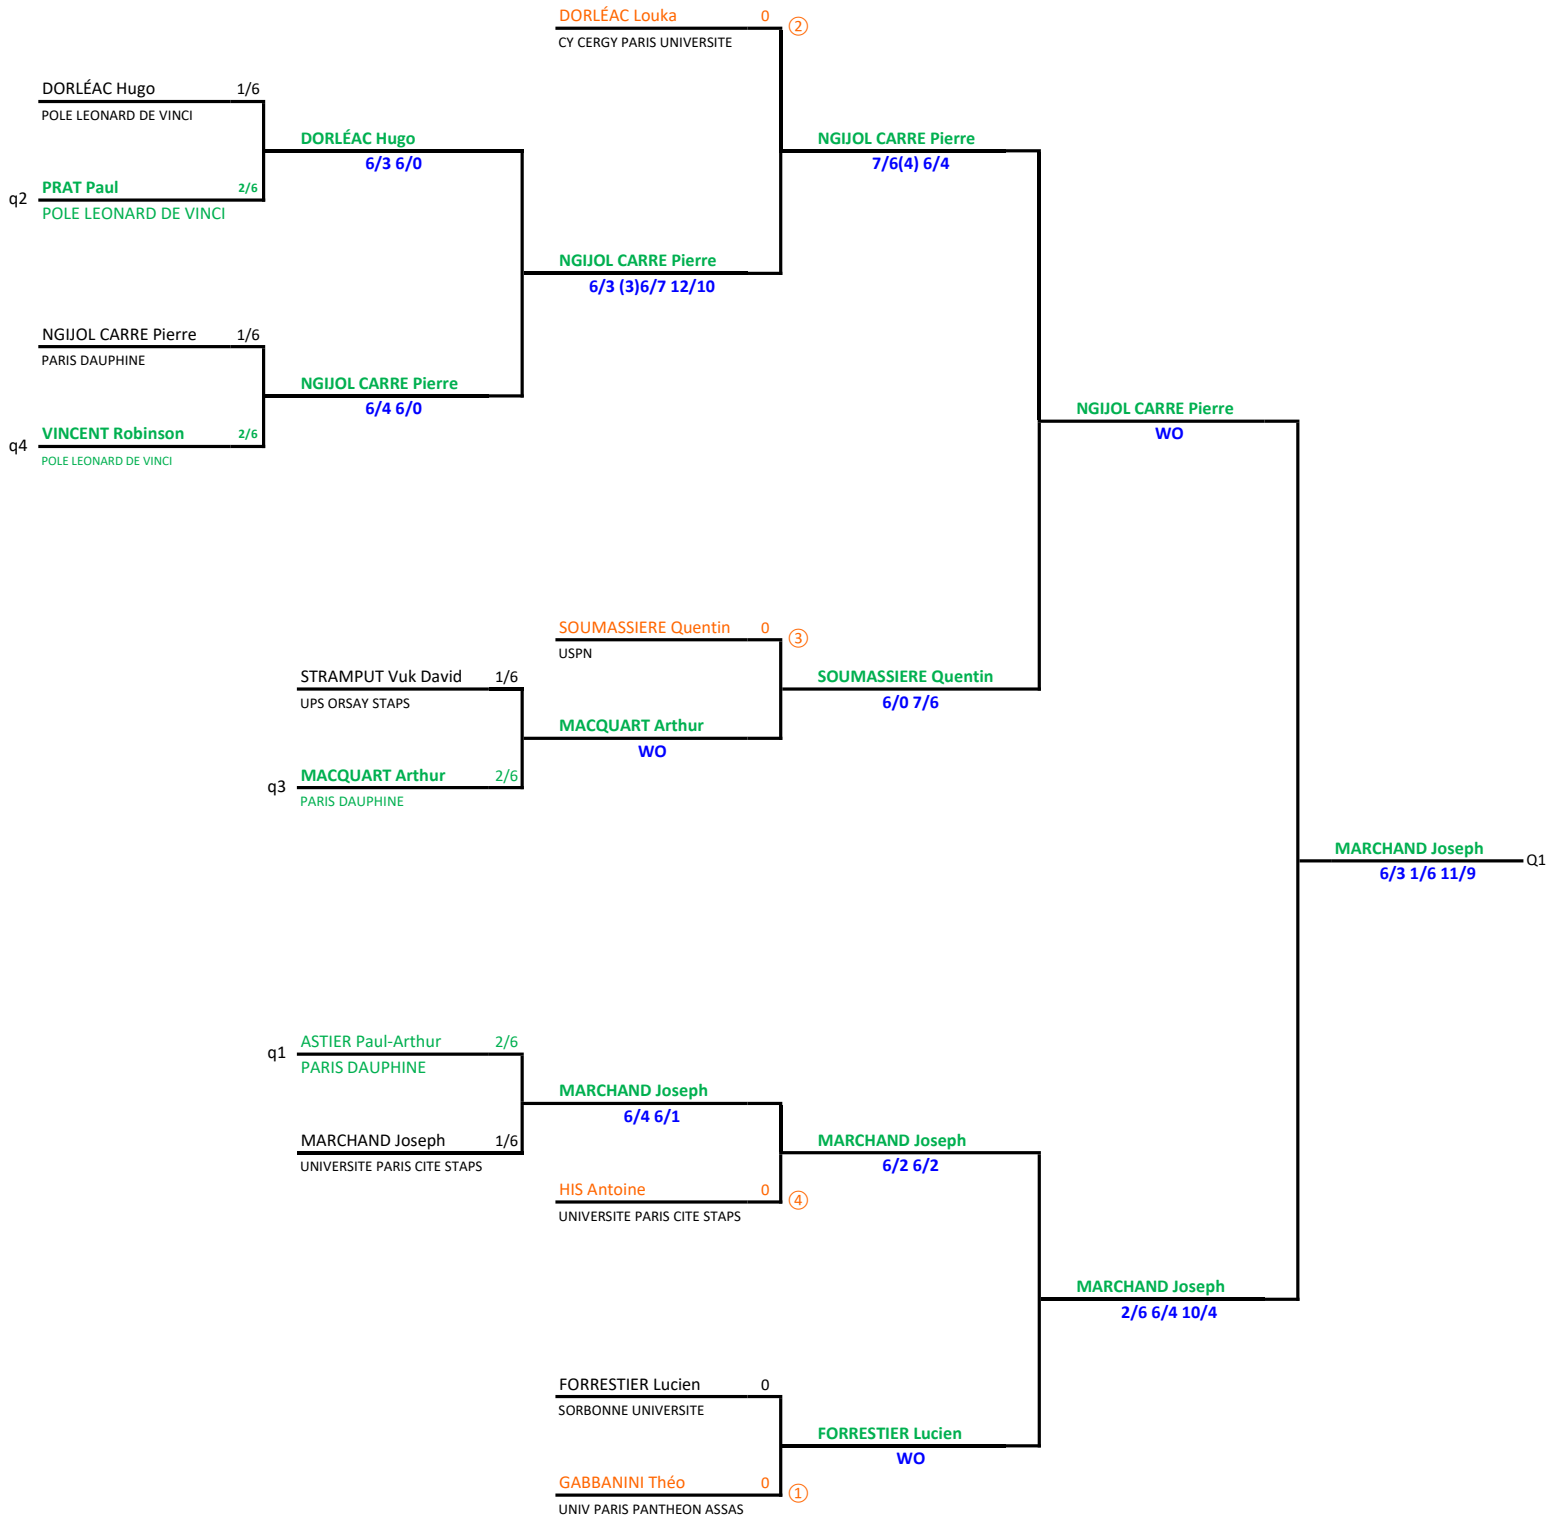 DORLÉAC Louka 0 ②
CY CERGY PARIS UNIVERSITE
DORLÉAC Hugo 1/6
POLE LEONARD DE VINCI
DORLÉAC Hugo
6/3 6/0
NGIJOL CARRE Pierre
7/6(4) 6/4
q2 PRAT Paul 2/6
POLE LEONARD DE VINCI
NGIJOL CARRE Pierre
6/3 (3)6/7 12/10
NGIJOL CARRE Pierre 1/6
PARIS DAUPHINE
NGIJOL CARRE Pierre
6/4 6/0
NGIJOL CARRE Pierre
WO
q4 VINCENT Robinson 2/6
POLE LEONARD DE VINCI
SOUMASSIERE Quentin 0 ③
USPN
STRAMPUT Vuk David 1/6
UPS ORSAY STAPS
SOUMASSIERE Quentin
6/0 7/6
MACQUART Arthur
WO
q3 MACQUART Arthur 2/6
PARIS DAUPHINE
MARCHAND Joseph Q1
6/3 1/6 11/9
q1 ASTIER Paul-Arthur 2/6
PARIS DAUPHINE
MARCHAND Joseph
6/4 6/1
MARCHAND Joseph 1/6
UNIVERSITE PARIS CITE STAPS
MARCHAND Joseph
6/2 6/2
HIS Antoine 0 ④
UNIVERSITE PARIS CITE STAPS
MARCHAND Joseph
2/6 6/4 10/4
FORRESTIER Lucien 0
SORBONNE UNIVERSITE
FORRESTIER Lucien
WO
GABBANINI Théo 0 ①
UNIV PARIS PANTHEON ASSAS